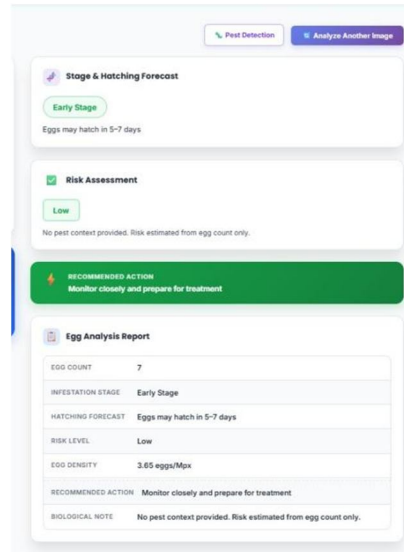 Pest Detection
Analyze Another Image
Stage & Hatching Forecast
Early Stage
Eggs may hatch in 5–7 days
Risk Assessment
Low
No pest context provided. Risk estimated from egg count only.
RECOMMENDED ACTION
Monitor closely and prepare for treatment
Egg Analysis Report
EGG COUNT 7
INFESTATION STAGE Early Stage
HATCHING FORECAST Eggs may hatch in 5–7 days
RISK LEVEL Low
EGG DENSITY 3.65 eggs/Mpx
RECOMMENDED ACTION Monitor closely and prepare for treatment
BIOLOGICAL NOTE No pest context provided. Risk estimated from egg count only.